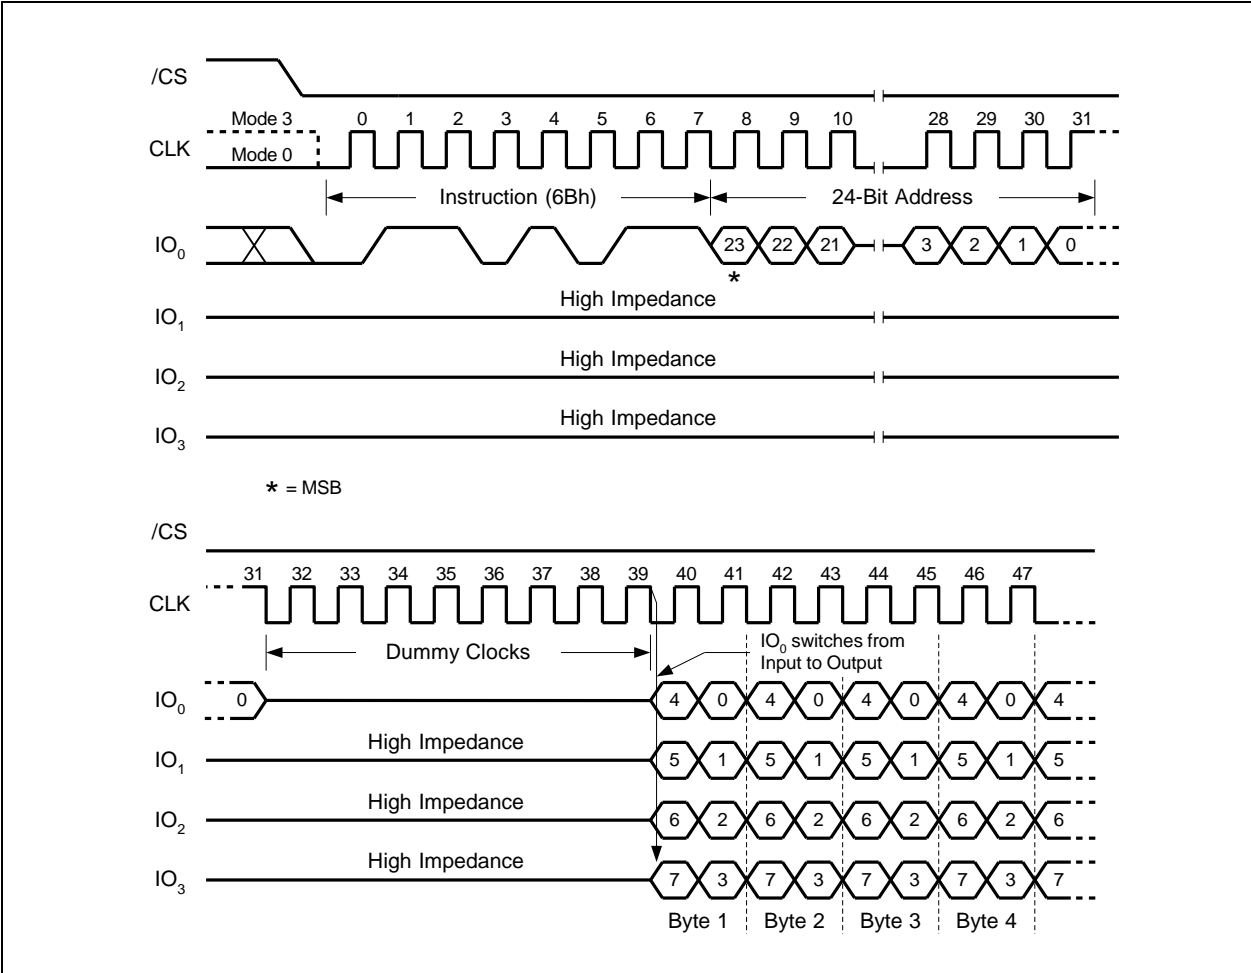 /CS
Mode 3 0 1 2 3 4 5 6 7 8 9 10 28 29 30 31
CLK
Mode 0
Instruction (6Bh) 24-Bit Address
IO0 23 22 21 3 2 1 0
*
High Impedance
IO1
High Impedance
IO2
High Impedance
IO3
* = MSB
/CS
31 32 33 34 35 36 37 38 39 40 41 42 43 44 45 46 47
CLK
Dummy Clocks
IO0 switches from
Input to Output
IO0 0 4 0 4 0 4 0 4 0 4
High Impedance
IO1 5 1 5 1 5 1 5 1 5
High Impedance
IO2 6 2 6 2 6 2 6 2 6
High Impedance
IO3 7 3 7 3 7 3 7 3 7
Byte 1 Byte 2 Byte 3 Byte 4